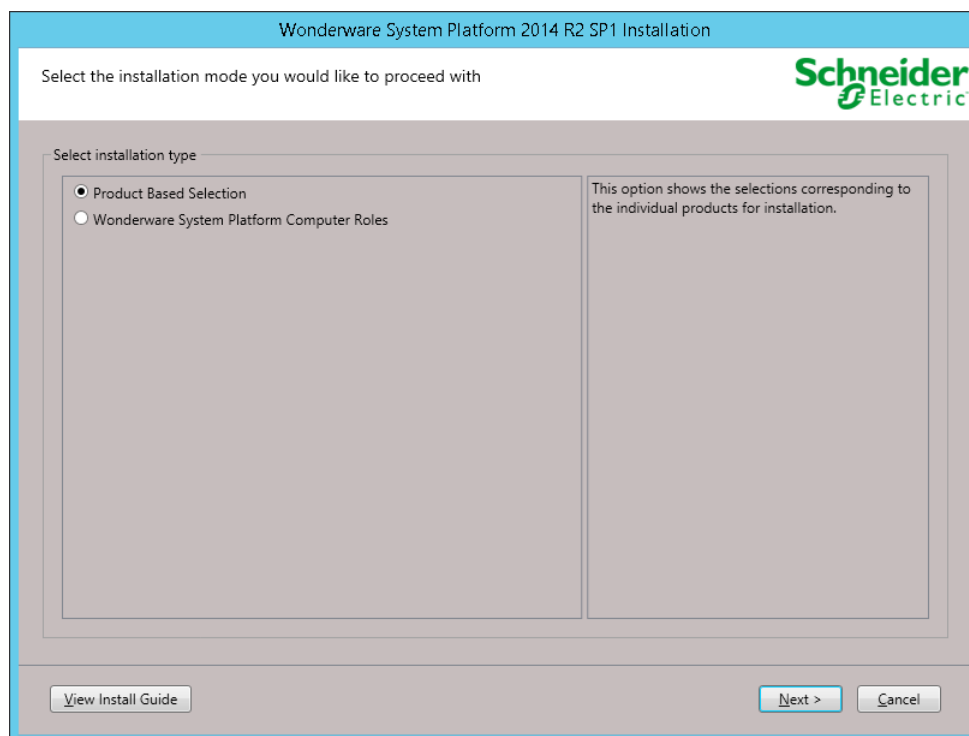 Wonderware System Platform 2014 R2 SP1 Installation
Select the installation mode you would like to proceed with
Schneider
Electric
Select installation type
Product Based Selection
Wonderware System Platform Computer Roles
This option shows the selections corresponding to
the individual products for installation.
View Install Guide
Next >
Cancel